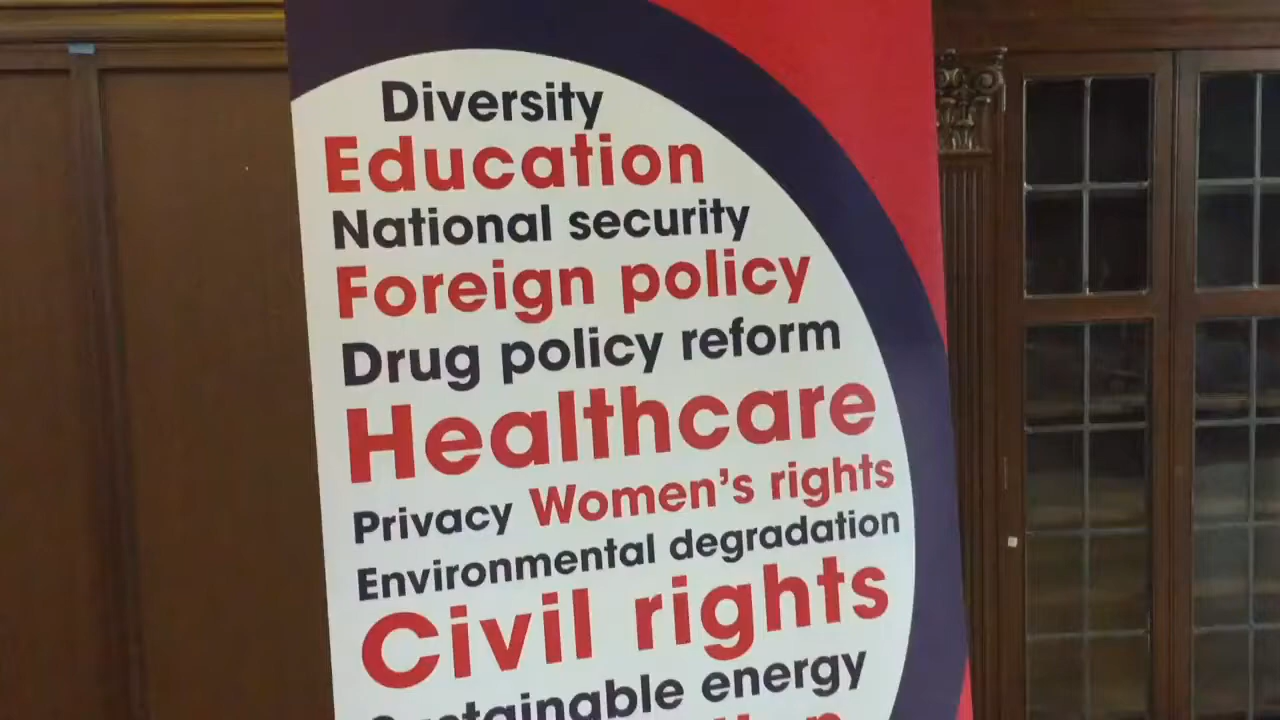 Diversity
Education
National security
Foreign policy
Drug policy reform
Healthcare
Privacy Women's rights
Environmental degradation
Civil rights
Sustainable energy